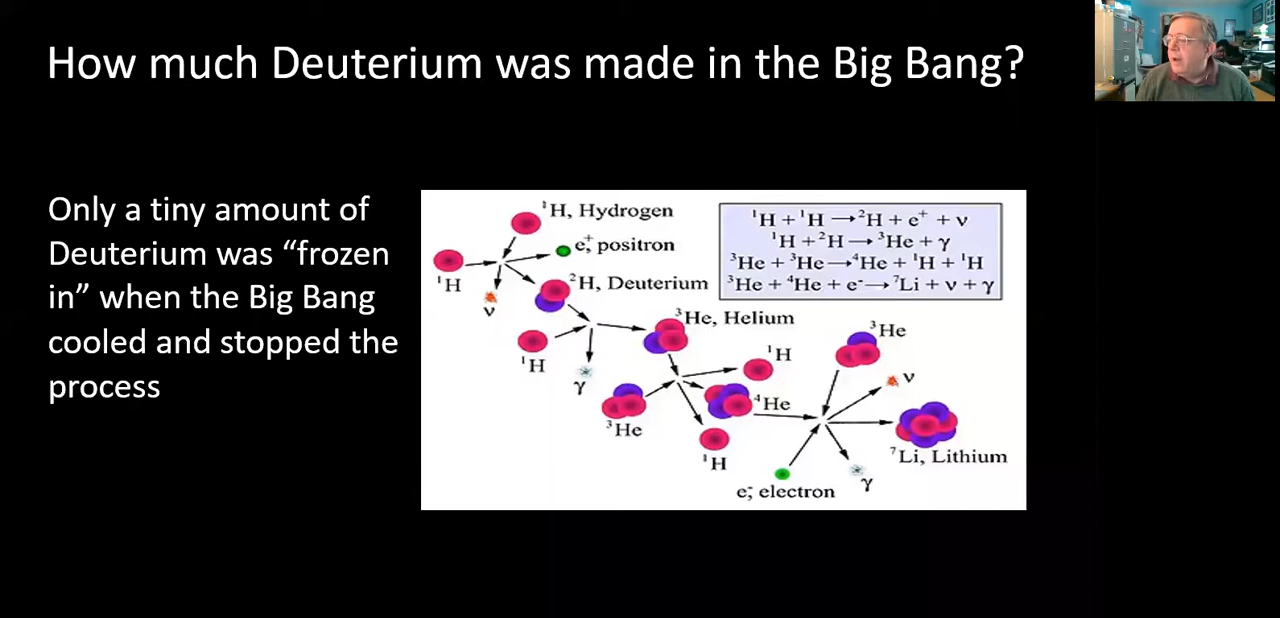 How much Deuterium was made in the Big Bang?
Only a tiny amount of
Deuterium was “frozen
in” when the Big Bang
cooled and stopped the
process
¹H, Hydrogen
e⁺, positron
¹H
ν
²H, Deuterium
¹H + ¹H → ²H + e⁺ + ν
¹H + ²H → ³He + γ
³He + ³He → ⁴He + ¹H + ¹H
³He + ⁴He + e⁻ → ⁷Li + ν + γ
³He, Helium
¹H
γ
³He
¹H
⁴He
¹H
³He
ν
⁷Li, Lithium
e⁻, electron
γ